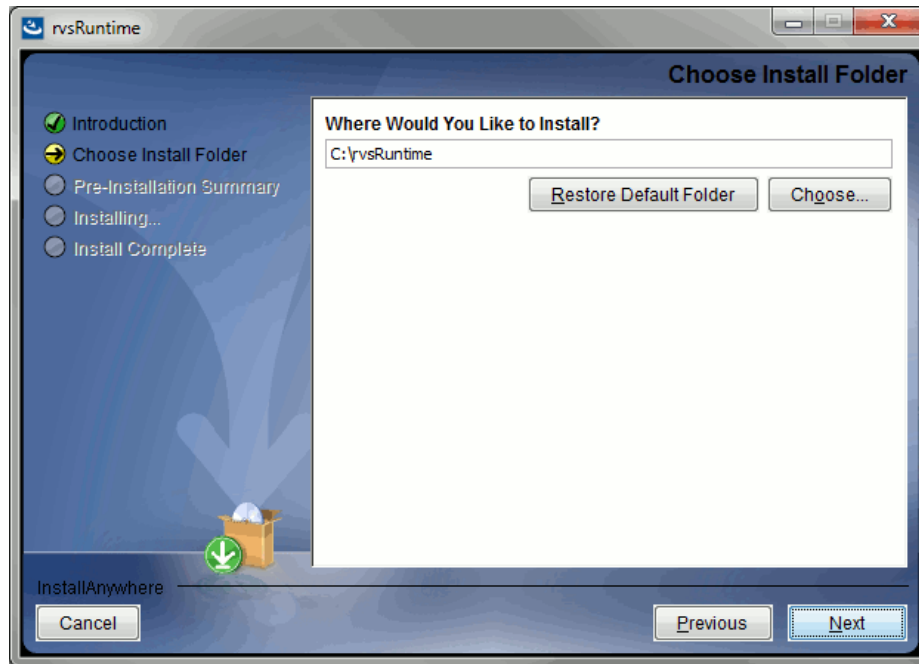 rvsRuntime
Choose Install Folder
Introduction
Choose Install Folder
Pre-Installation Summary
Installing...
Install Complete
Where Would You Like to Install?
C:\rvsRuntime
Restore Default Folder
Choose...
InstallAnywhere
Cancel
Previous
Next